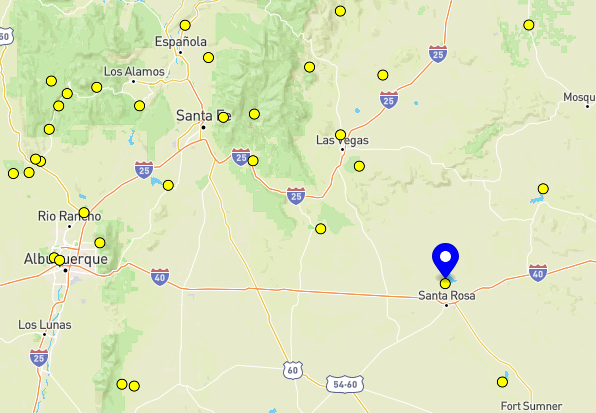 50
Española
25
Los Alamos
25
Mosqu
Santa Fe
Las Vegas
25
25
25
Rio Rancho
Albuquerque
40
40
Santa Rosa
Los Lunas
25
60
54-60
Fort Sumner